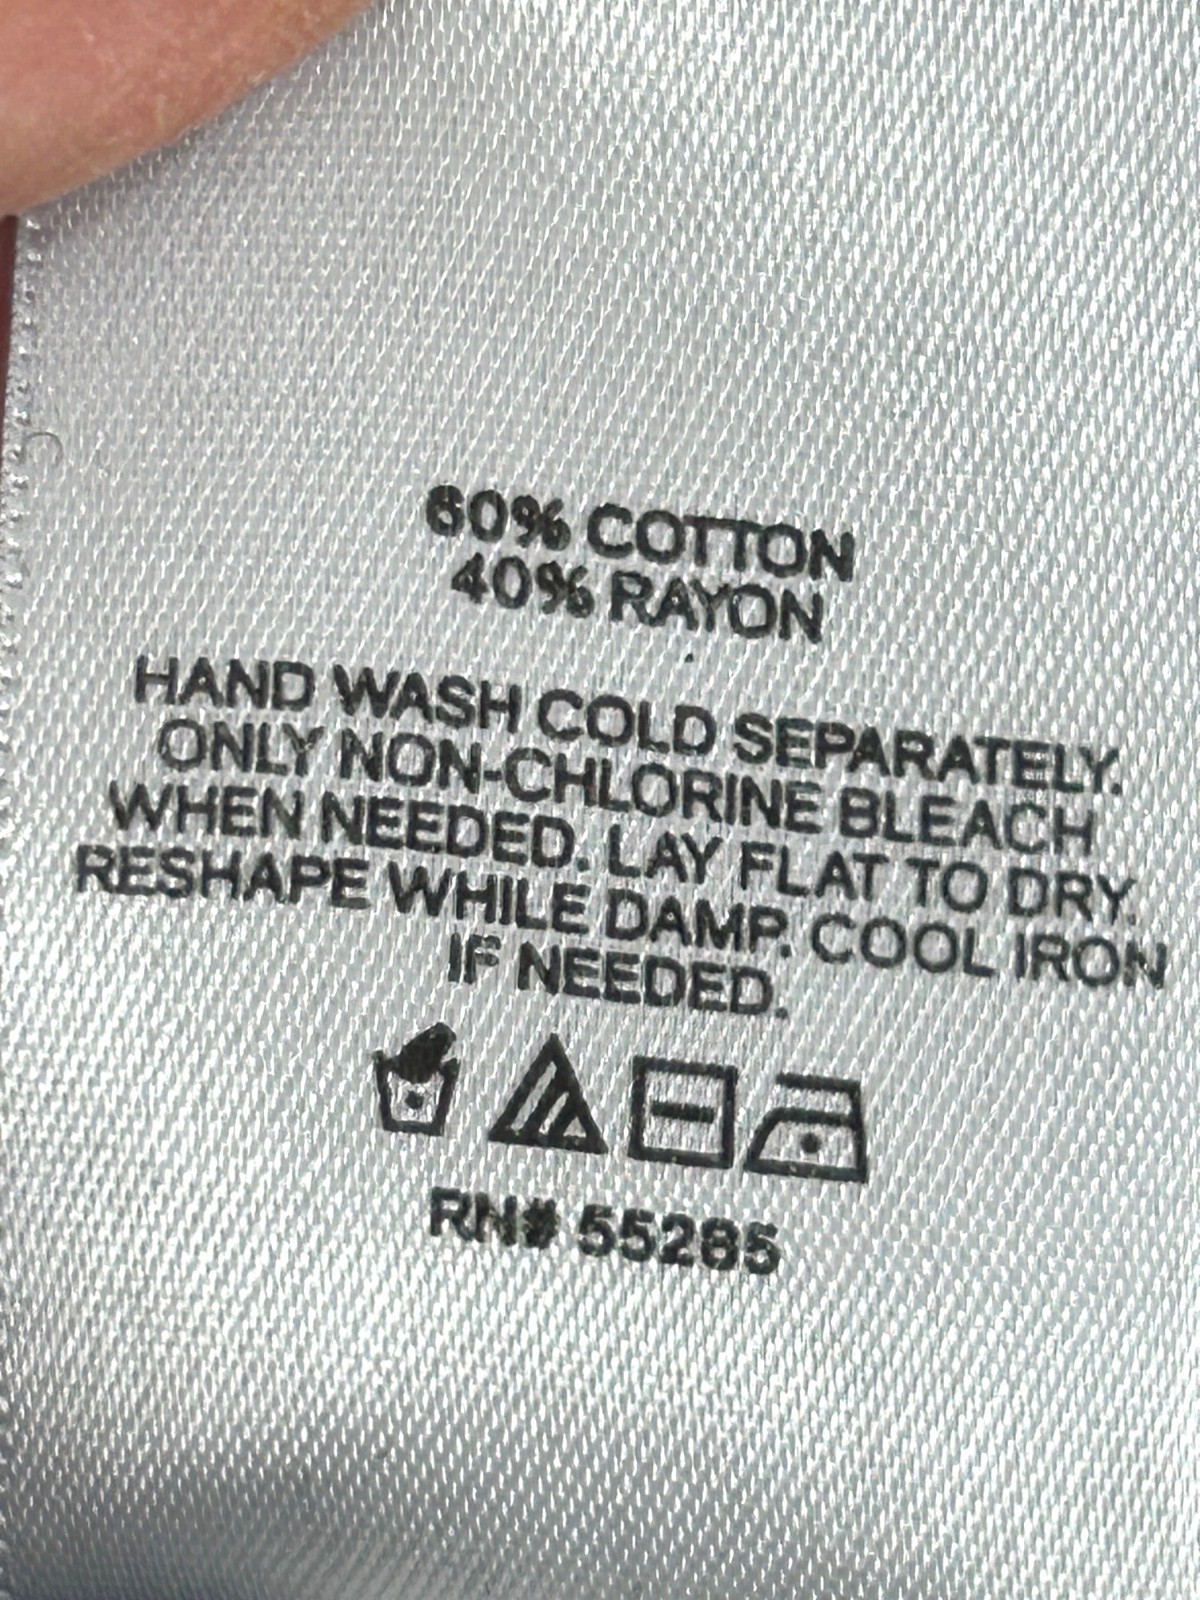 60% COTTON
40% RAYON
HAND WASH COLD SEPARATELY.
ONLY NON-CHLORINE BLEACH
WHEN NEEDED. LAY FLAT TO DRY.
RESHAPE WHILE DAMP. COOL IRON
IF NEEDED.
RN# 55285